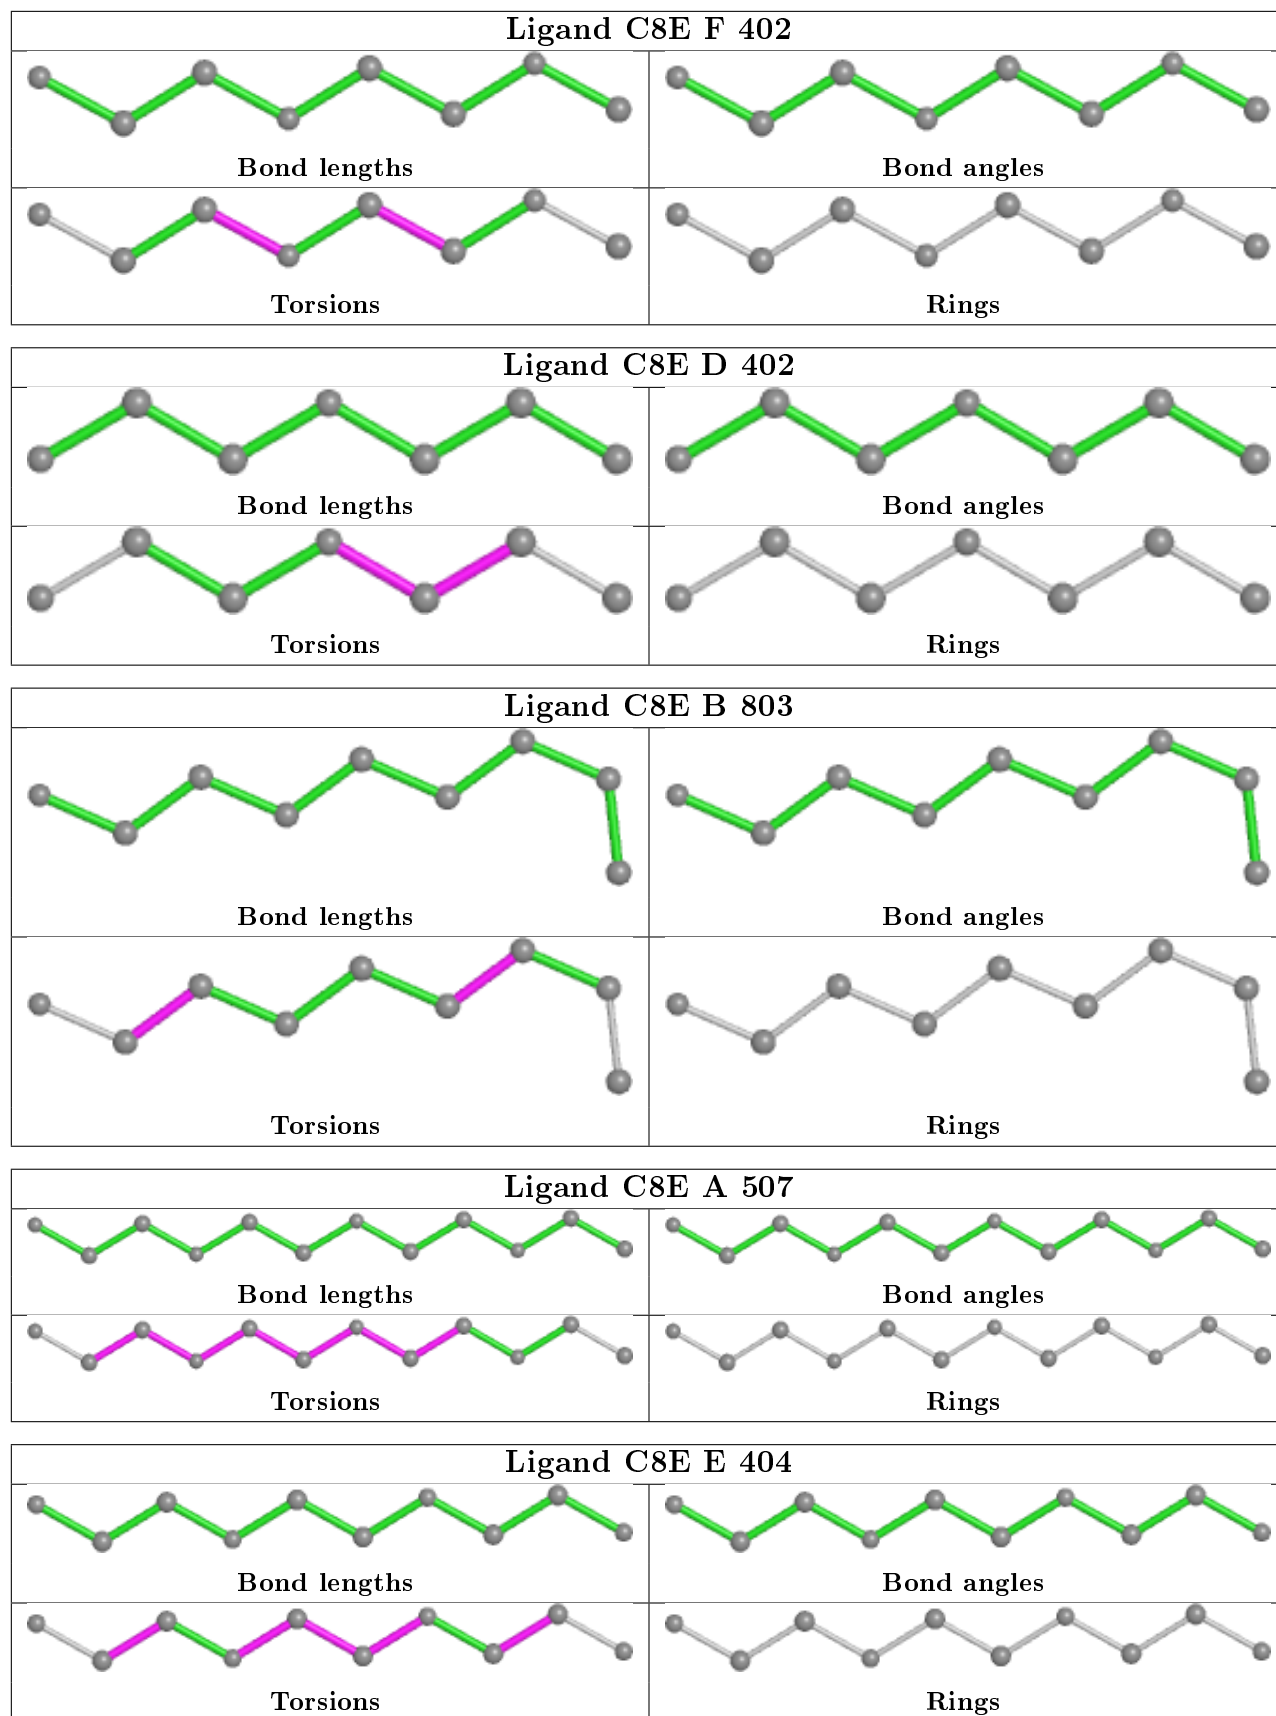 Ligand C8E F 402
Bond lengths
Bond angles
Torsions
Rings
Ligand C8E D 402
Bond lengths
Bond angles
Torsions
Rings
Ligand C8E B 803
Bond lengths
Bond angles
Torsions
Rings
Ligand C8E A 507
Bond lengths
Bond angles
Torsions
Rings
Ligand C8E E 404
Bond lengths
Bond angles
Torsions
Rings